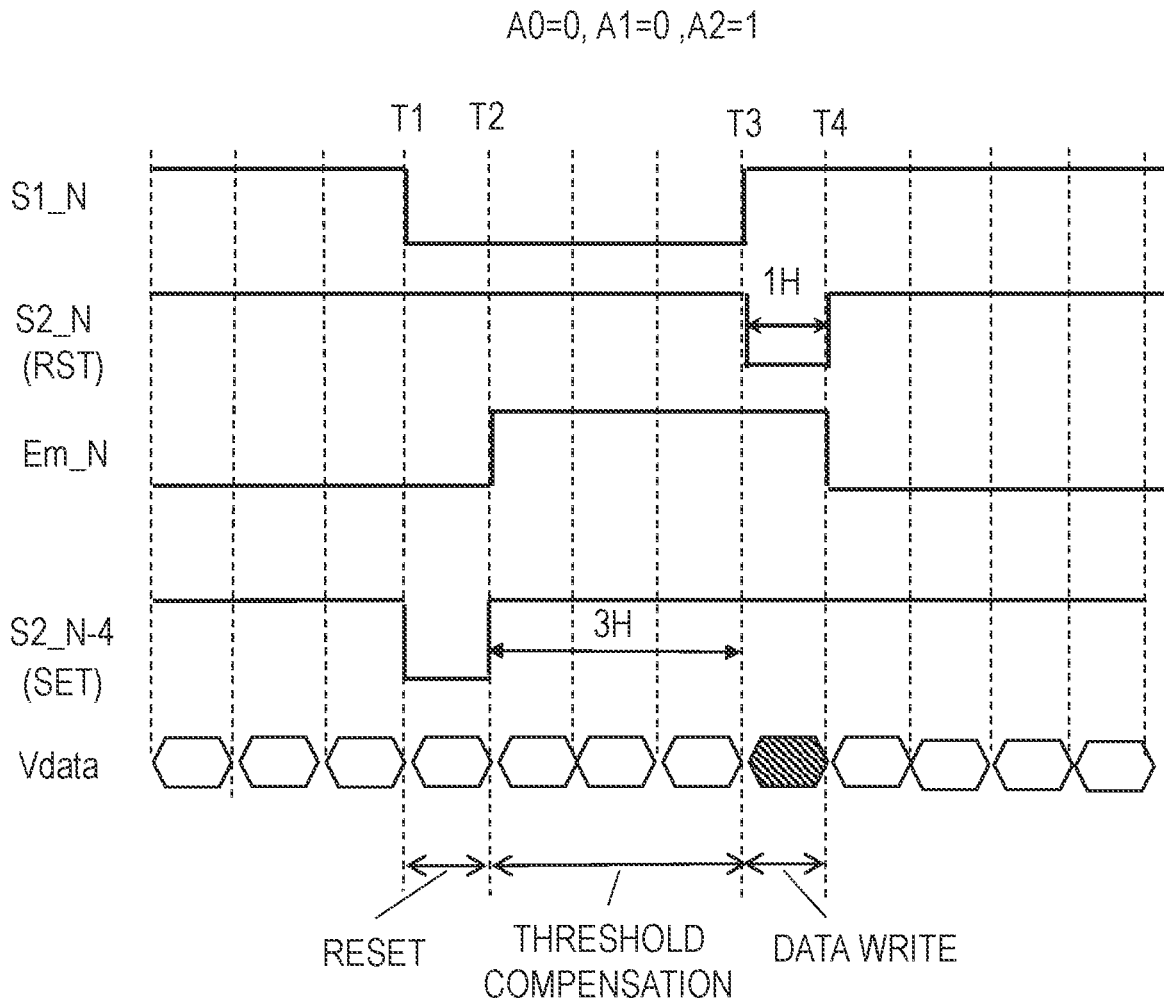 A0=0, A1=0 ,A2=1
T1 T2 T3 T4
S1_N
1H
S2_N
(RST)
Em_N
3H
S2_N-4
(SET)
Vdata
RESET
THRESHOLD
COMPENSATION
DATA WRITE